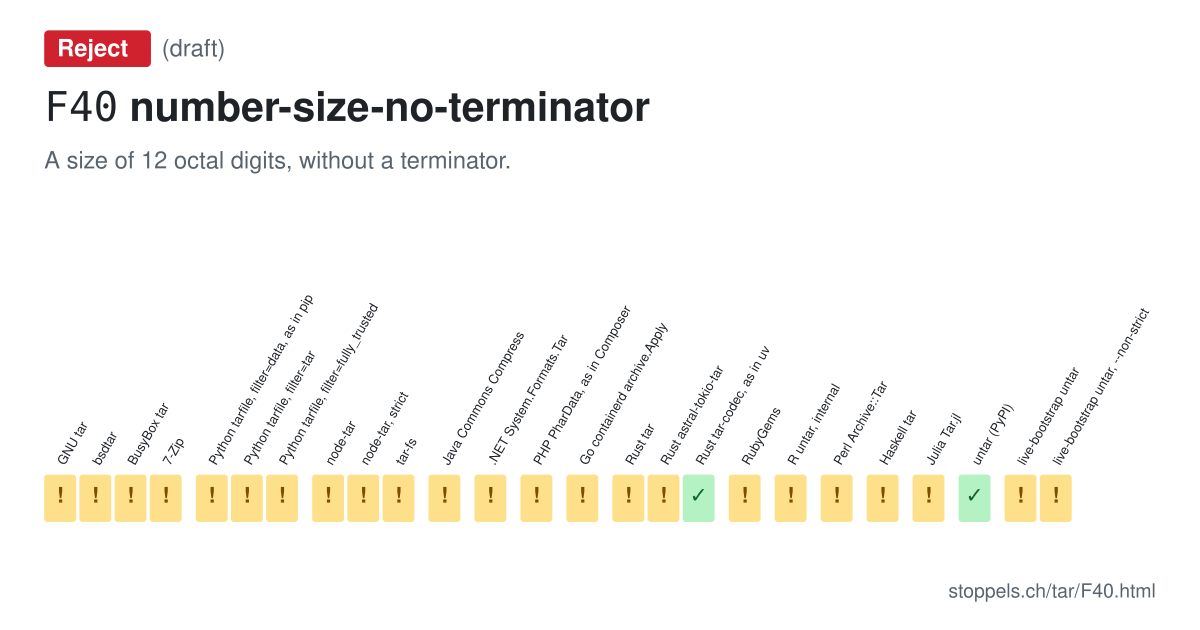 Reject (draft)
F40 number-size-no-terminator
A size of 12 octal digits, without a terminator.
GNU tar
bsdtar
BusyBox tar
7-Zip
Python tarfile, filter=data, as in pip
Python tarfile, filter=tar
Python tarfile, filter=fully_trusted
node-tar
node-tar, strict
tar-fs
Java Commons Compress
.NET System.Formats.Tar
PHP PharData, as in Composer
Go containerd archive.Apply
Rust tar
Rust astral-tokio-tar
Rust tar-codec, as in uv
RubyGems
R untar, internal
Perl Archive::Tar
Haskell tar
Julia Tar.jl
untar (PyPI)
live-bootstrap untar
live-bootstrap untar, --non-strict
! ! ! ! ! ! ! ! ! ! ! ! ! ! ! ! ✓ ! ! ! ! ! ✓ ! !
stoppels.ch/tar/F40.html